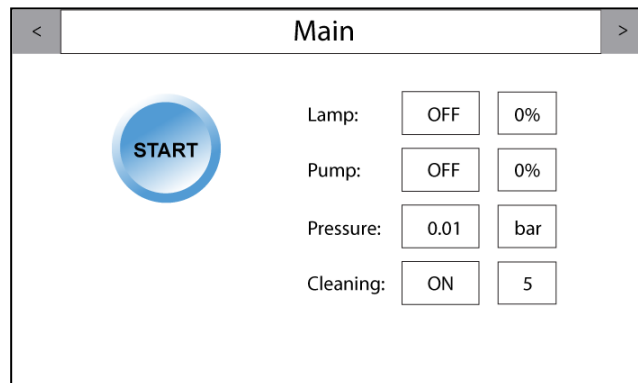 < Main >
START
Lamp: OFF 0%
Pump: OFF 0%
Pressure: 0.01 bar
Cleaning: ON 5